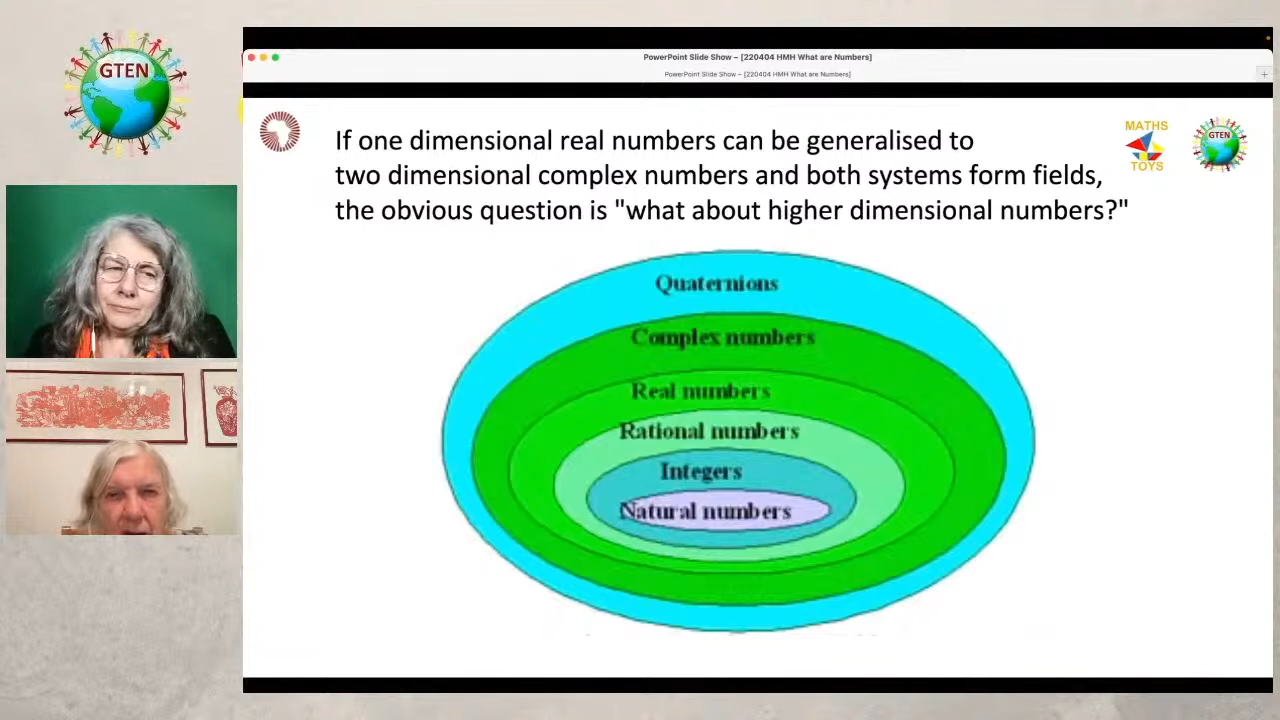 GTEN
PowerPoint Slide Show – [220404 HMH What are Numbers]
PowerPoint Slide Show – [220404 HMH What are Numbers]
If one dimensional real numbers can be generalised to
two dimensional complex numbers and both systems form fields,
the obvious question is "what about higher dimensional numbers?"
MATHS
TOYS
GTEN
Quaternions
Complex numbers
Real numbers
Rational numbers
Integers
Natural numbers